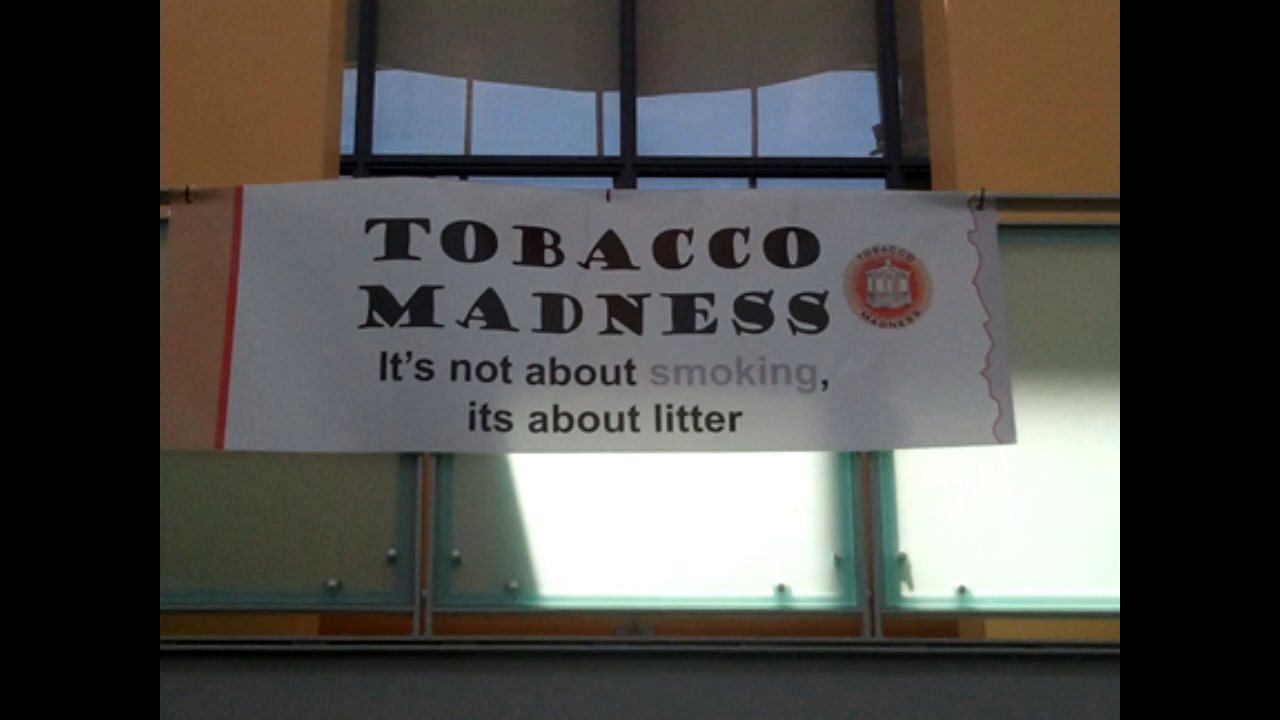 TOBACCO
MADNESS
It's not about smoking,
its about litter
TOBACCO
MADNESS